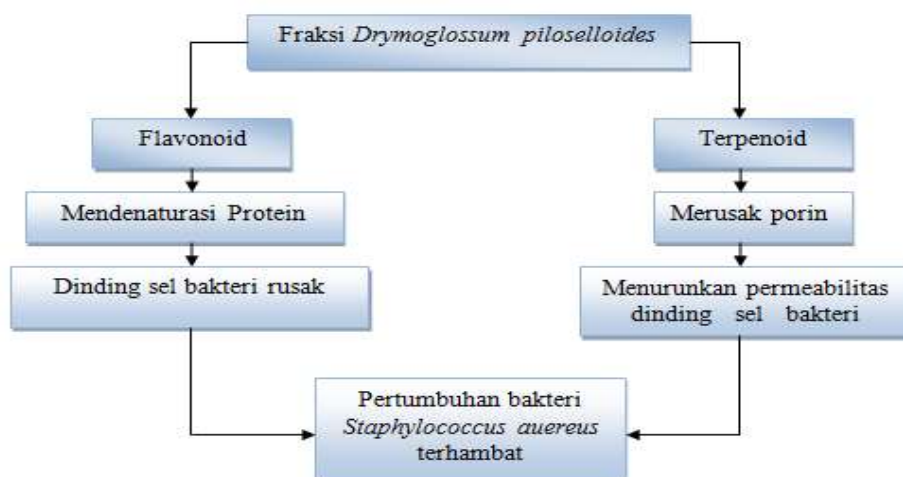 Fraksi Drymoglossum piloselloides
Flavonoid
Terpenoid
Mendenaturasi Protein
Merusak porin
Dinding sel bakteri rusak
Menurunkan permeabilitas
dinding sel bakteri
Pertumbuhan bakteri
Staphylococcus auereus
terhambat